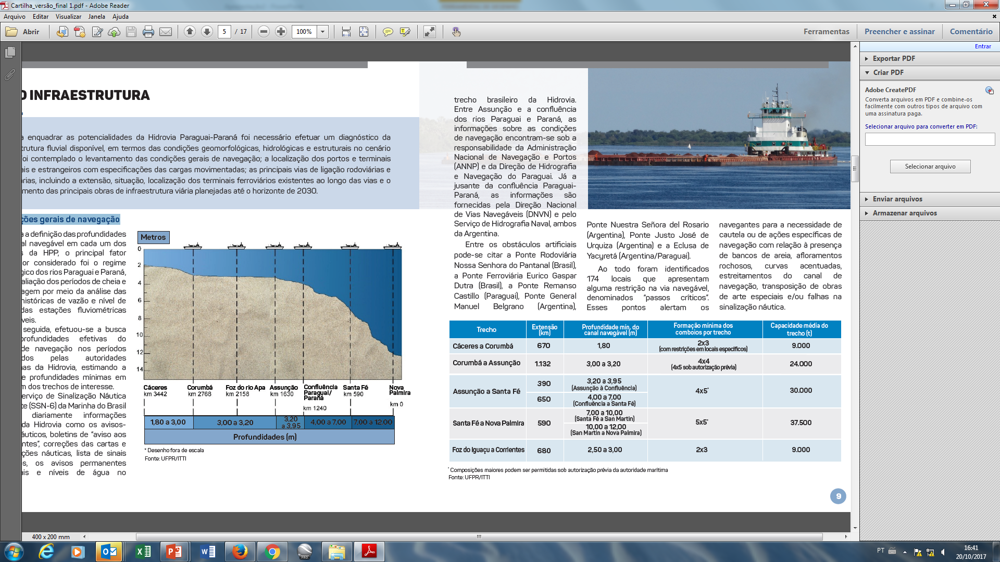 Cartilha_versão_final 1.pdf - Adobe Reader
Arquivo Editar Visualizar Janela Ajuda
Abrir
5 / 17
100%
Ferramentas Preencher e assinar Comentário
O INFRAESTRUTURA
a enquadrar as potencialidades da Hidrovia Paraguai-Paraná foi necessário efetuar um diagnóstico da
strutura fluvial disponível, em termos das condições geomorfológicas, hidrológicas e estruturais no cenário
foi contemplado o levantamento das condições gerais de navegação; a localização dos portos e terminais
ais e estrangeiros com especificações das cargas movimentadas; as principais vias de ligação rodoviárias e
árias, incluindo a extensão, situação, localização dos terminais ferroviários existentes ao longo das vias e o
mento das principais obras de infraestrutura viária planejadas até o horizonte de 2030.
ções gerais de navegação
a a definição das profundidades
al navegável em cada um dos
s da HPP, o principal fator
or considerado foi o regime
gico dos rios Paraguai e Paraná,
aliação dos períodos de cheia e
agem por meio da análise das
históricas de vazão e nível de
das estações fluviométricas
veis.
seguida, efetuou-se a busca
profundidades efetivas do
de navegação nos períodos
dos pelas autoridades
nas da Hidrovia, estimando a
e profundidades mínimas em
m dos trechos de interesse.
erviço de Sinalização Náutica
te (SSN-6) da Marinha do Brasil
diariamente informações
da Hidrovia como os avisos-
áuticos, boletins de “aviso aos
ntes”, correções das cartas e
ções náuticas, lista de sinais
s, os avisos permanentes
ais e níveis de água no
Metros
0
2
4
6
8
10
12
14
Cáceres
km 3442
Corumbá
km 2768
Foz do rio Apa
km 2158
Assunção
km 1630
Confluência
Paraguai/
Paraná
km 1240
Santa Fé
km 590
Nova
Palmira
km 0
1,80 a 3,00
3,00 a 3,20
3,20
a 3,95
4,00 a 7,00
7,00 a 12,00
Profundidades (m)
* Desenho fora de escala
Fonte: UFPR/ITTI
trecho brasileiro da Hidrovia.
Entre Assunção e a confluência
dos rios Paraguai e Paraná, as
informações sobre as condições
de navegação encontram-se sob a
responsabilidade da Administração
Nacional de Navegação e Portos
(ANNP) e da Direção de Hidrografia
e Navegação do Paraguai. Já a
jusante da confluência Paraguai-
Paraná, as informações são
fornecidas pela Direção Nacional
de Vias Navegáveis (DNVN) e pelo
Serviço de Hidrografia Naval, ambos
da Argentina.
Entre os obstáculos artificiais
pode-se citar a Ponte Rodoviária
Nossa Senhora do Pantanal (Brasil),
a Ponte Ferroviária Eurico Gaspar
Dutra (Brasil), a Ponte Remanso
Castillo (Paraguai), Ponte General
Manuel Belgrano (Argentina),
Ponte Nuestra Señora del Rosario
(Argentina), Ponte Justo José de
Urquiza (Argentina) e a Eclusa de
Yacyretá (Argentina/Paraguai).
Ao todo foram identificados
174 locais que apresentam
alguma restrição na via navegável,
denominados “passos críticos”.
Esses pontos alertam os
navegantes para a necessidade de
cautela ou de ações específicas de
navegação com relação à presença
de bancos de areia, afloramentos
rochosos, curvas acentuadas,
estreitamentos do canal de
navegação, transposição de obras
de arte especiais e/ou falhas na
sinalização náutica.
Trecho
Extensão
(km)
Profundidade mín. do
canal navegável (m)
Formação mínima dos
comboios por trecho
Capacidade média do
trecho (t)
Cáceres a Corumbá 670 1,80 2x3 9.000
(com restrições em locais específicos)
Corumbá a Assunção 1.132 3,00 a 3,20 4x4 24.000
(4x5 sob autorização prévia)
Assunção a Santa Fé
390
3,20 a 3,95
(Assunção à Confluência)
650
4,00 a 7,00
(Confluência a Santa Fé)
4x5*
30.000
Santa Fé a Nova Palmira
590
7,00 a 10,00
(Santa Fé a San Martin)
10,00 a 12,00
(San Martin a Nova Palmira)
5x5*
37.500
Foz do Iguaçu a Corrientes 680 2,50 a 3,00 2x3 9.000
* Composições maiores podem ser permitidas sob autorização prévia da autoridade marítima
Fonte: UFPR/ITTI
9
Entrar
Exportar PDF
Criar PDF
Adobe CreatePDF
Converta arquivos em PDF e combine-os
facilmente com outros tipos de arquivo com
uma assinatura paga.
Selecionar arquivo para converter em PDF:
Selecionar arquivo
Enviar arquivos
Armazenar arquivos
400 x 200 mm
PT
16:41
20/10/2017